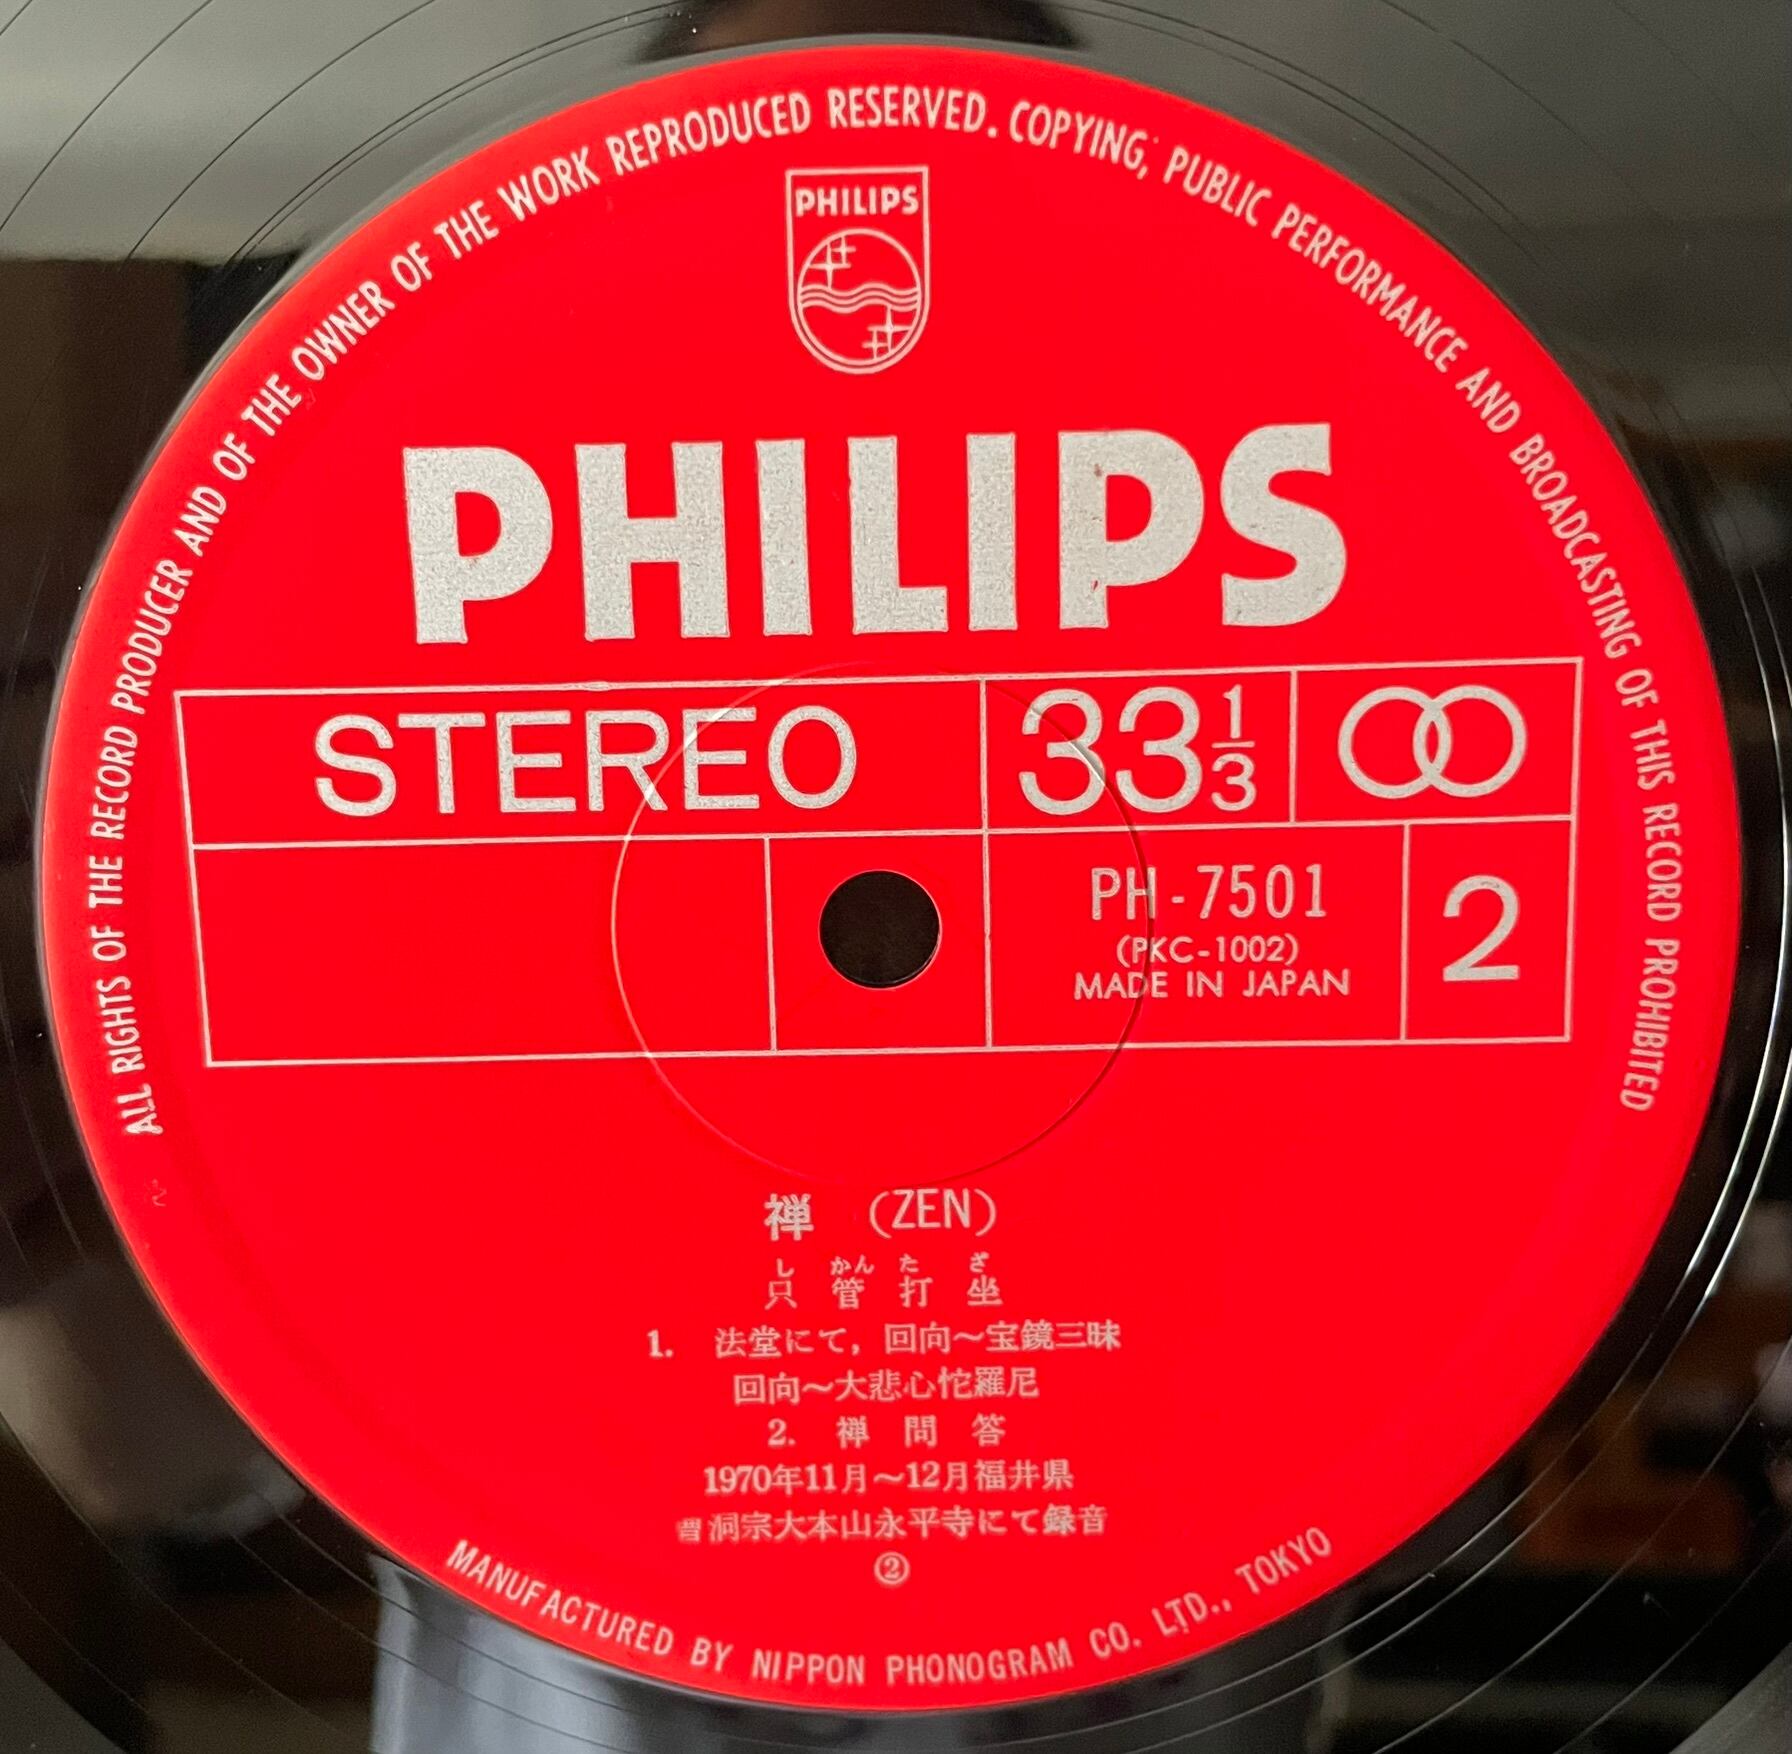 ALL RIGHTS OF THE RECORD PRODUCER AND OF THE OWNER OF THE WORK REPRODUCED RESERVED. COPYING, PUBLIC PERFORMANCE AND BROADCASTING OF THIS RECORD PROHIBITED
PHILIPS
PHILIPS
STEREO
33 1/3
PH-7501
(PKC-1002)
MADE IN JAPAN
2
禅 (ZEN)
し かん た ざ
只 管 打 坐
1. 法堂にて, 回向~宝鏡三昧
回向~大悲心陀羅尼
2. 禅 問 答
1970年11月~12月福井県
曹洞宗大本山永平寺にて録音
②
MANUFACTURED BY NIPPON PHONOGRAM CO. LTD., TOKYO